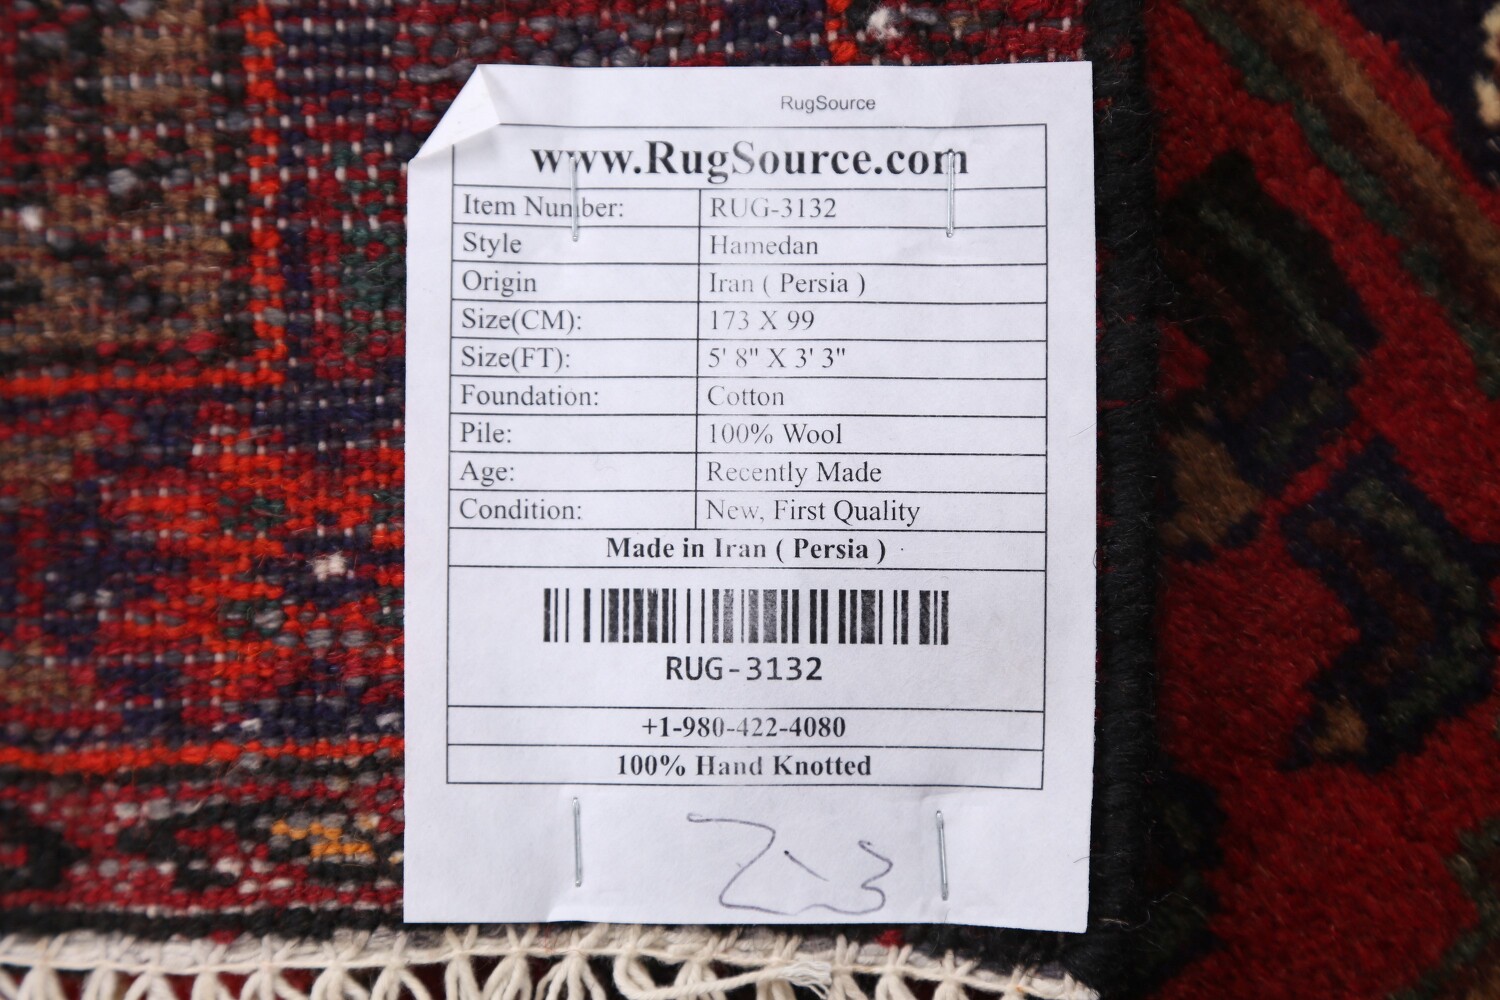 RugSource
www.RugSource.com
Item Number: RUG-3132
Style Hamedan
Origin Iran ( Persia )
Size(CM): 173 X 99
Size(FT): 5' 8" X 3' 3"
Foundation: Cotton
Pile: 100% Wool
Age: Recently Made
Condition: New, First Quality
Made in Iran ( Persia )
RUG-3132
+1-980-422-4080
100% Hand Knotted